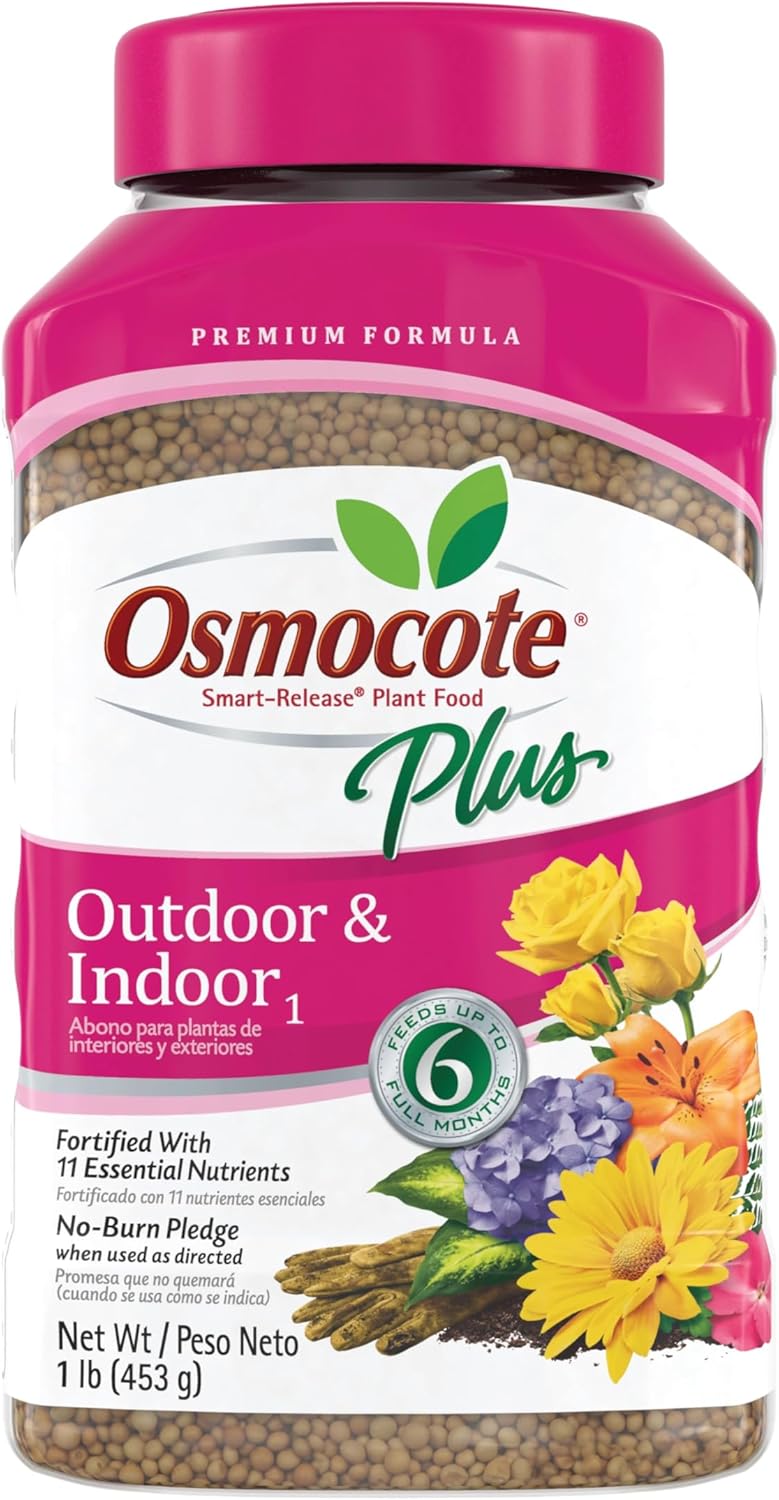 PREMIUM FORMULA
Osmocote®
Smart-Release® Plant Food
Plus
Outdoor &
Indoor 1
Abono para plantas de
interiores y exteriores
FEEDS UP TO
6
FULL MONTHS
Fortified With
11 Essential Nutrients
Fortificado con 11 nutrientes esenciales
No-Burn Pledge
when used as directed
Promesa que no quemará
(cuando se usa como se indica)
Net Wt / Peso Neto
1 lb (453 g)